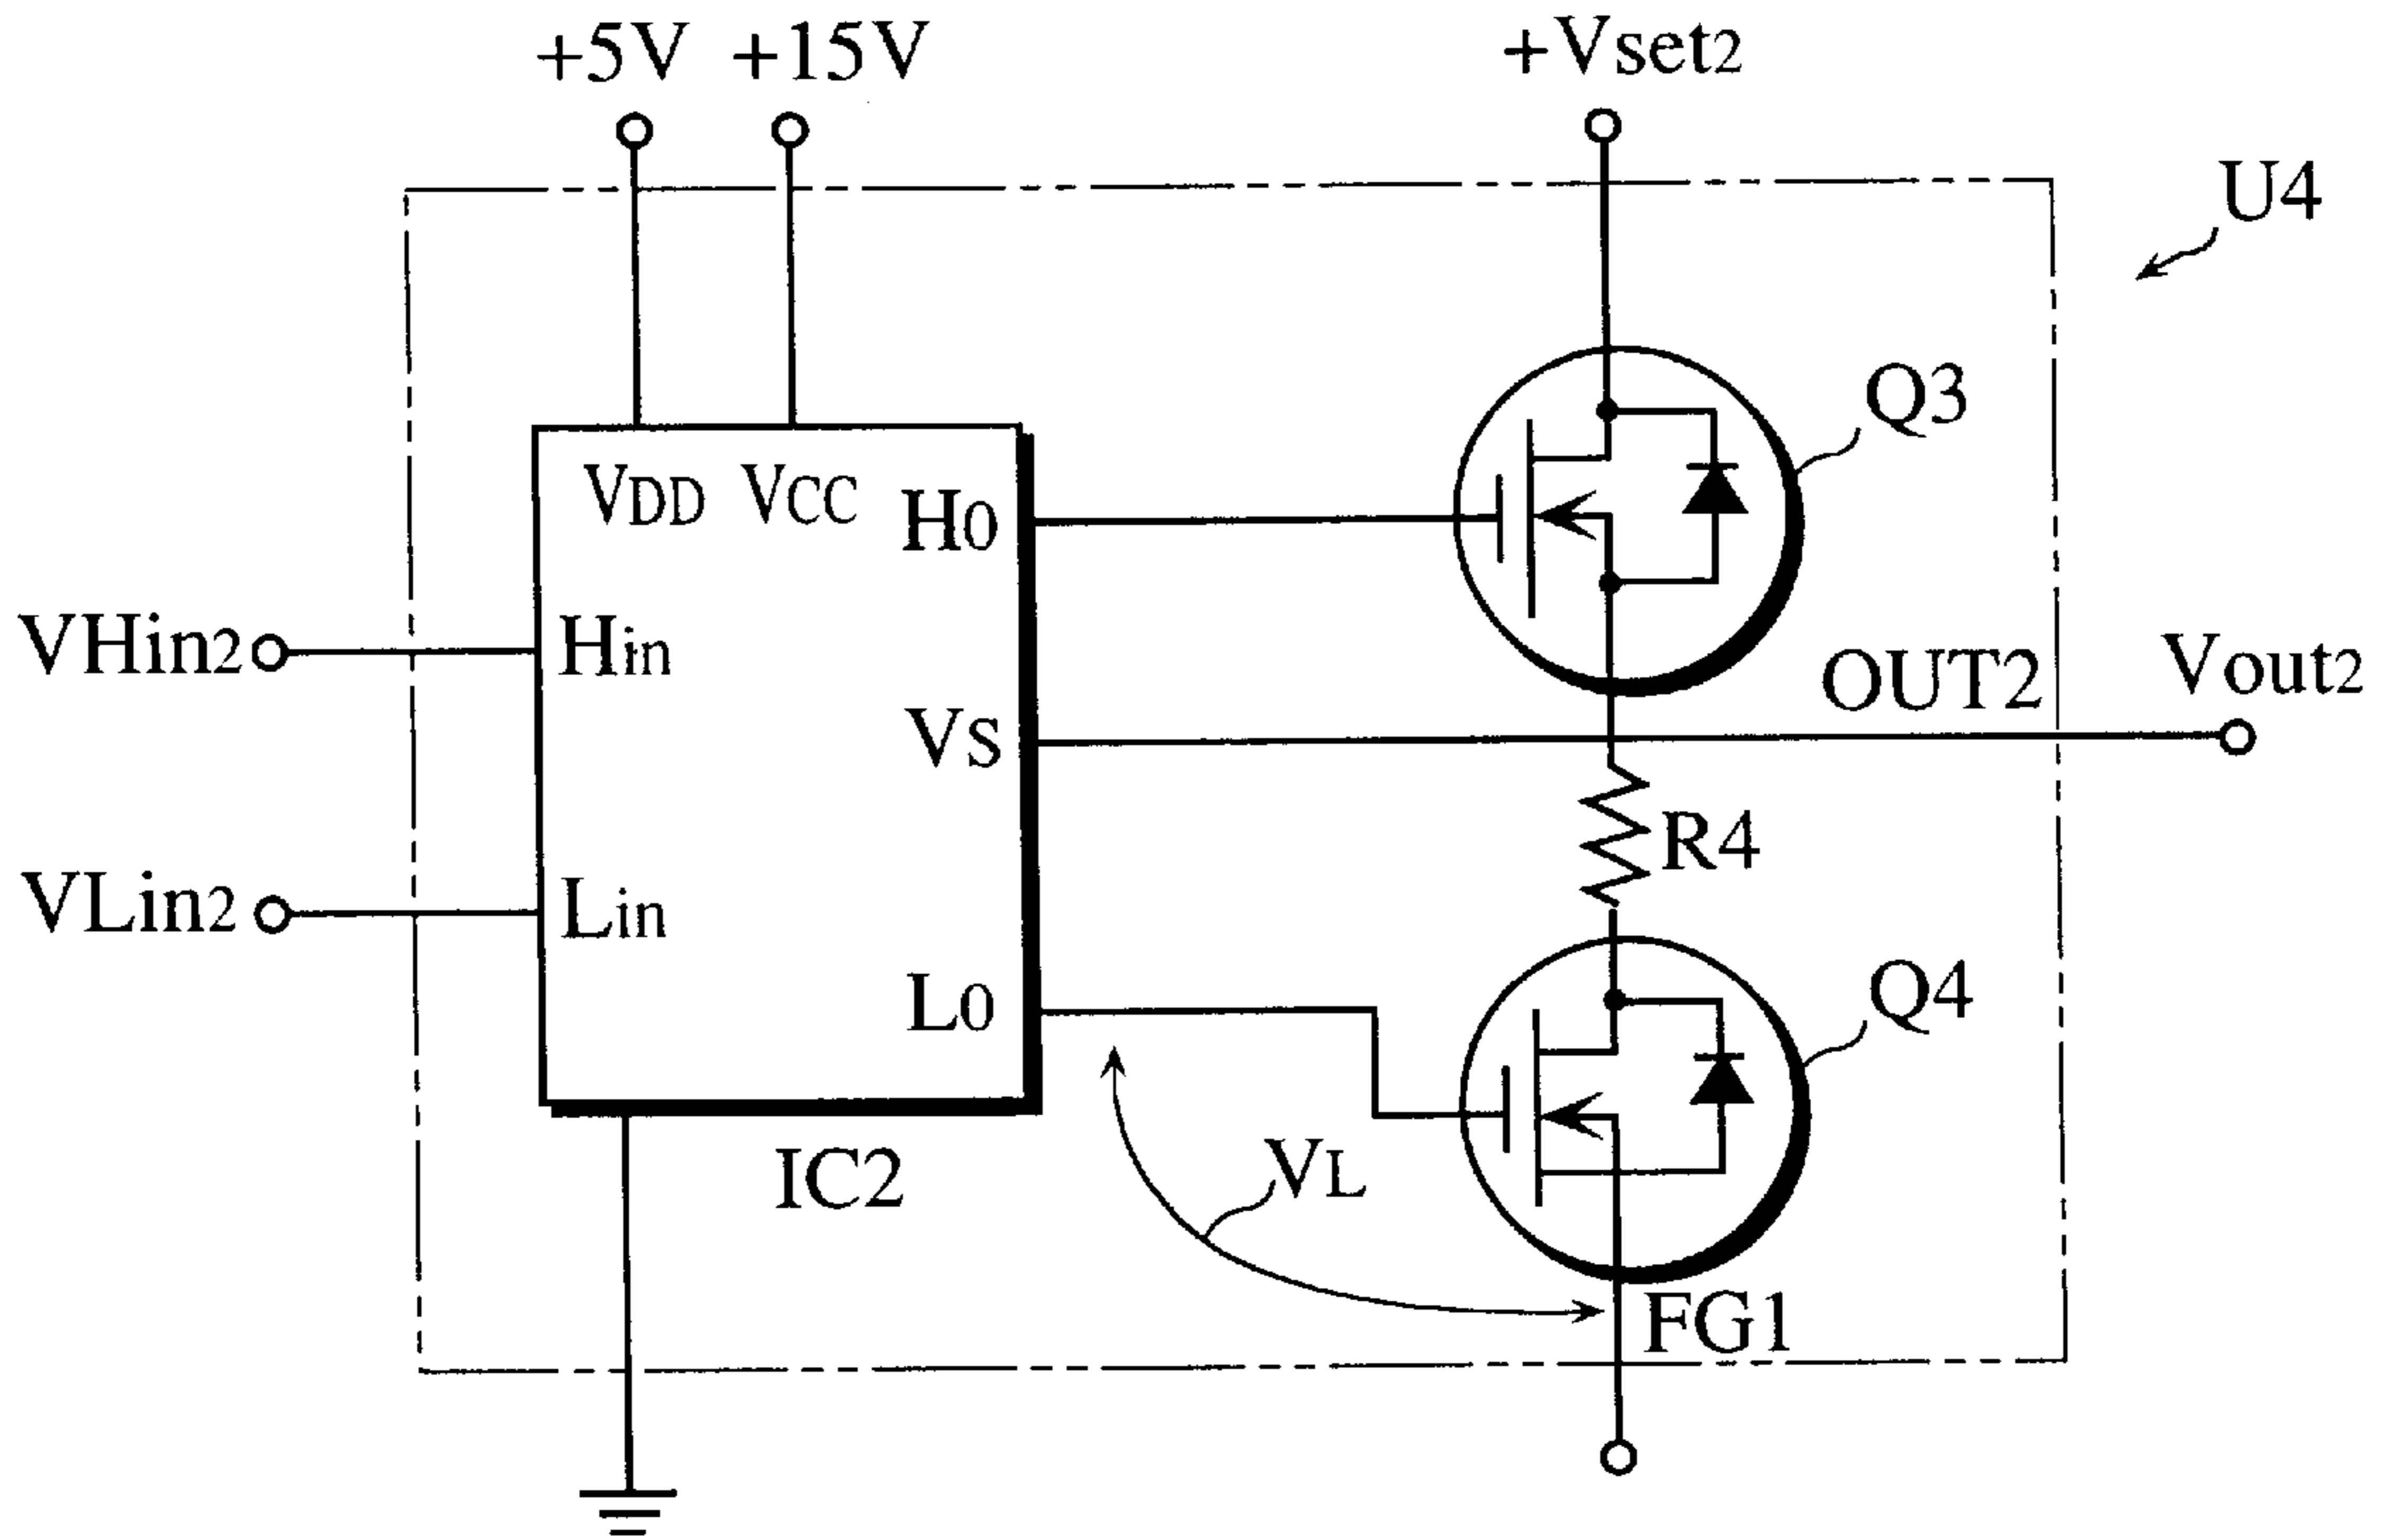 +5V +15V +Vset2
U4
Q3
VDD VCC H0
VHin2 Hin
OUT2 Vout2
VS
R4
VLin2 Lin
L0
Q4
IC2
VL
FG1